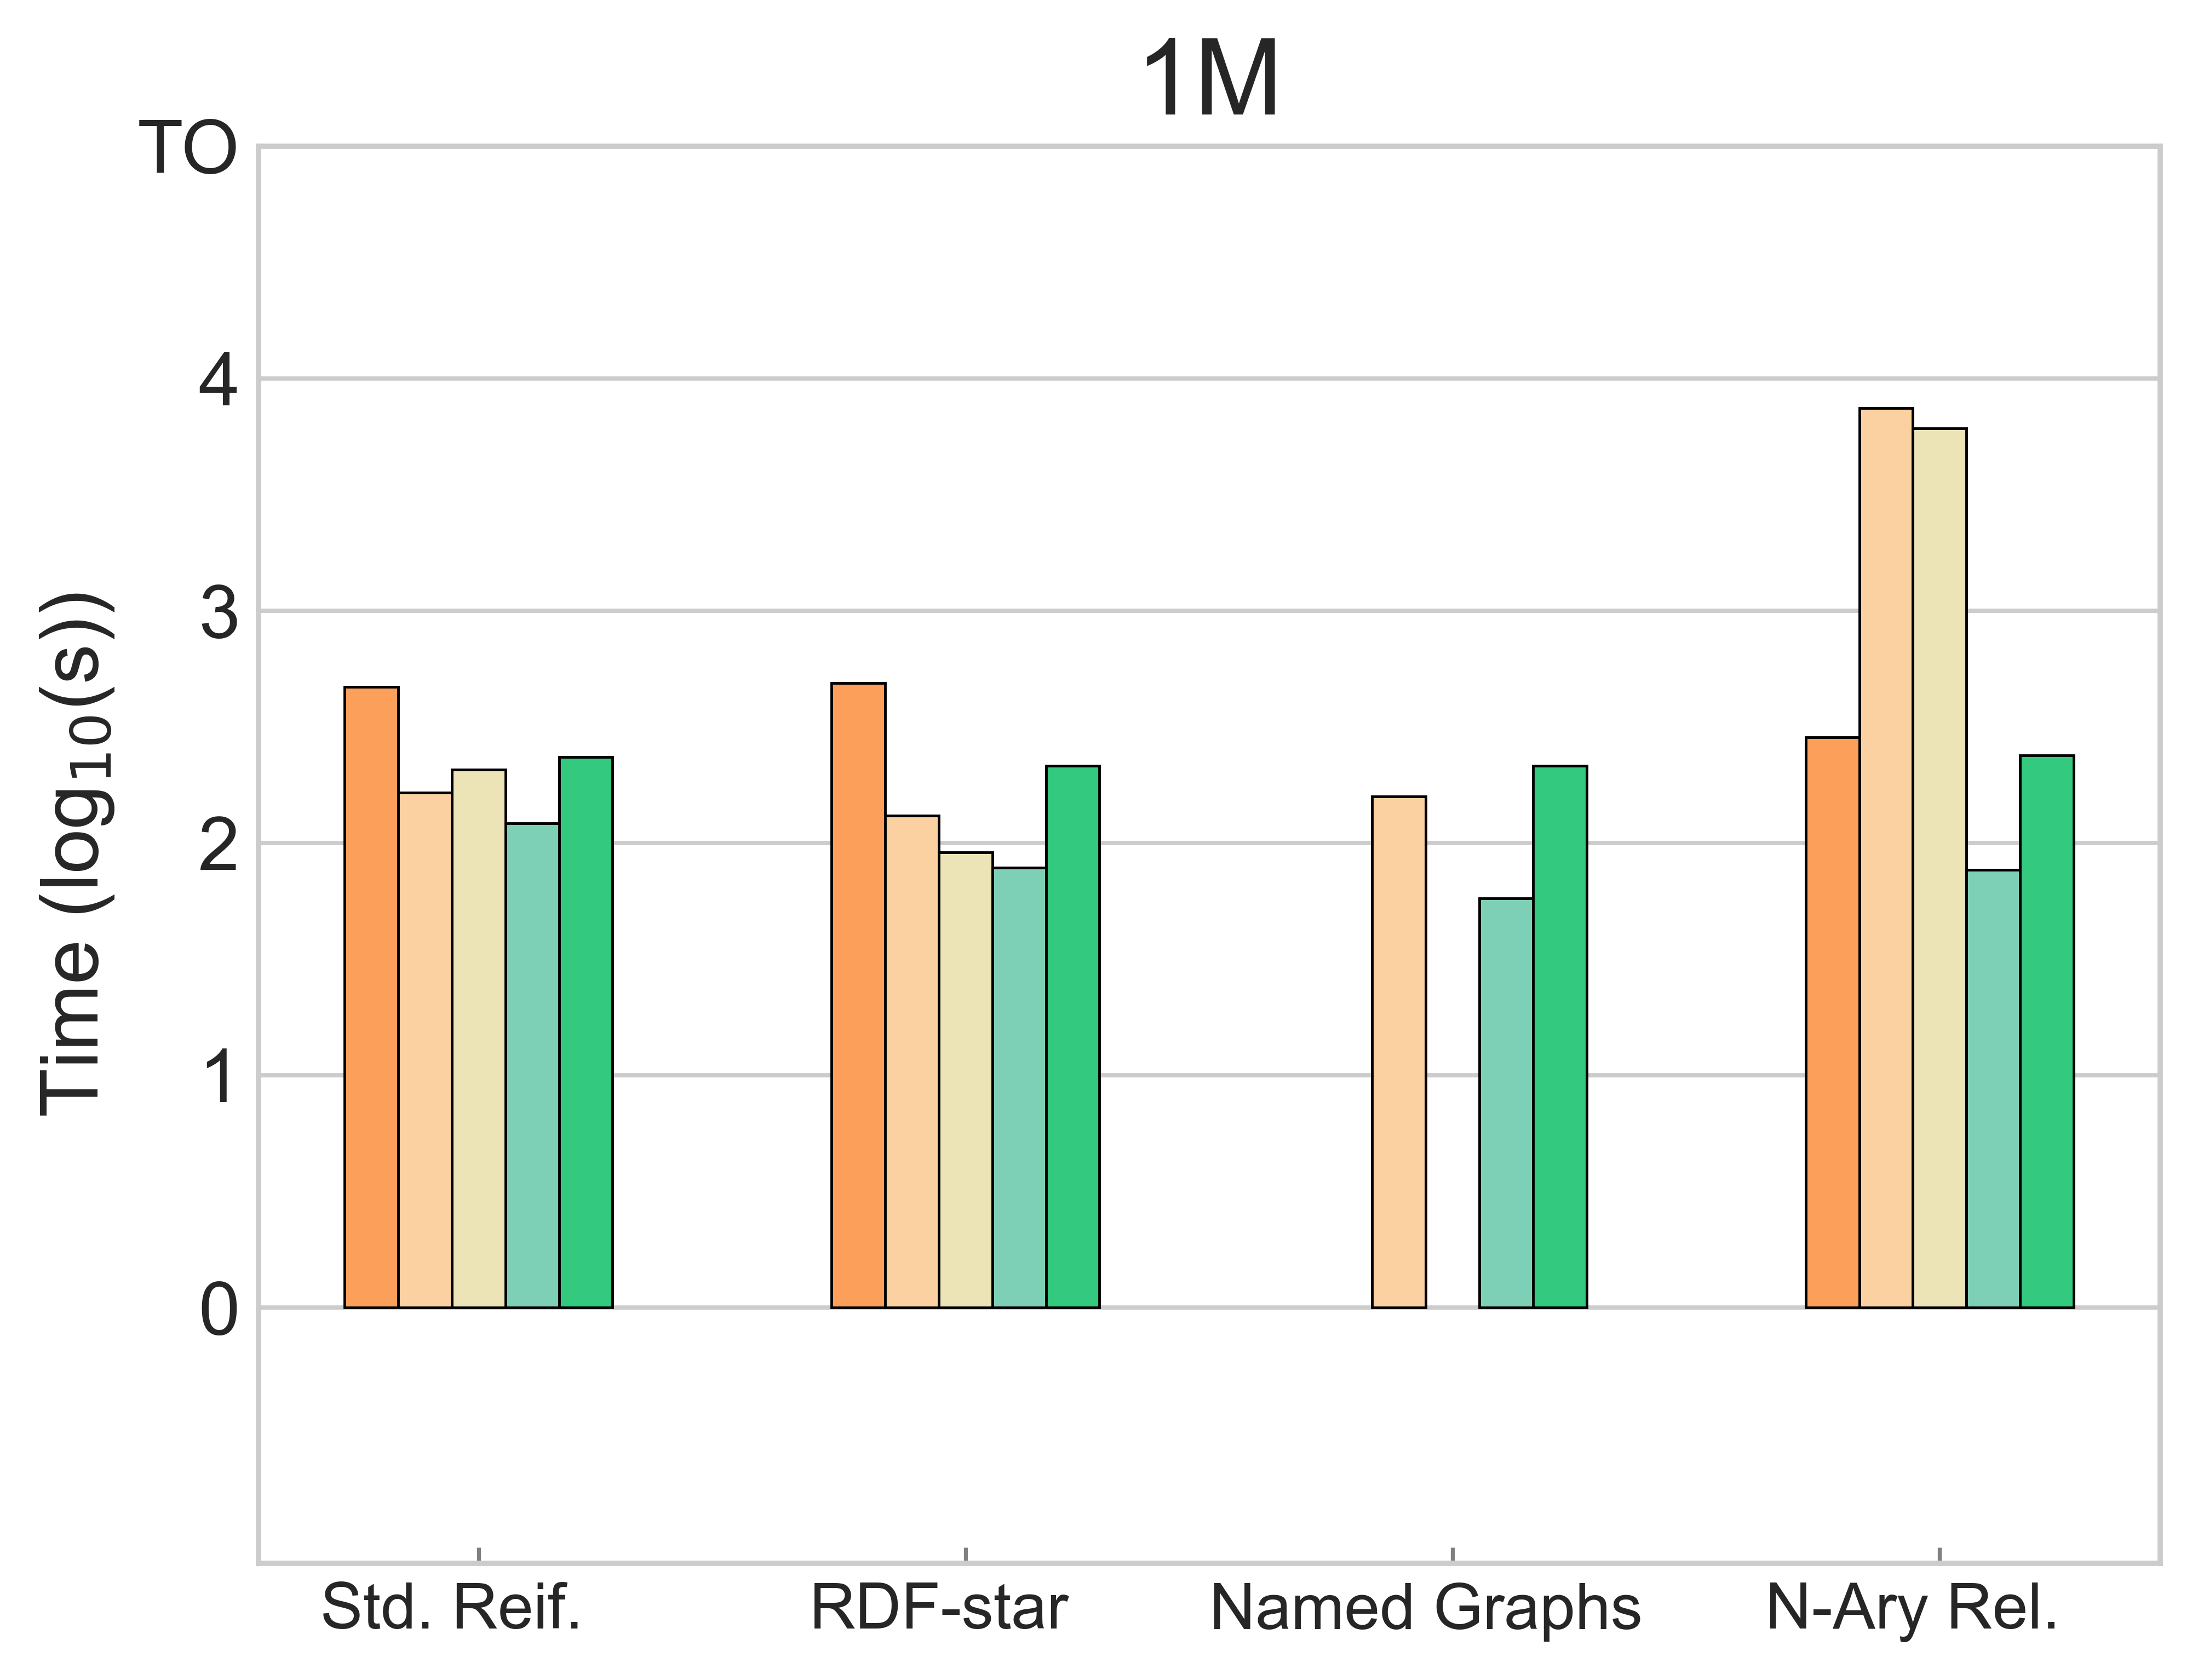 1M
TO
4
3
2
1
0
Time (log₁₀(s))
Std. Reif.
RDF-star
Named Graphs
N-Ary Rel.